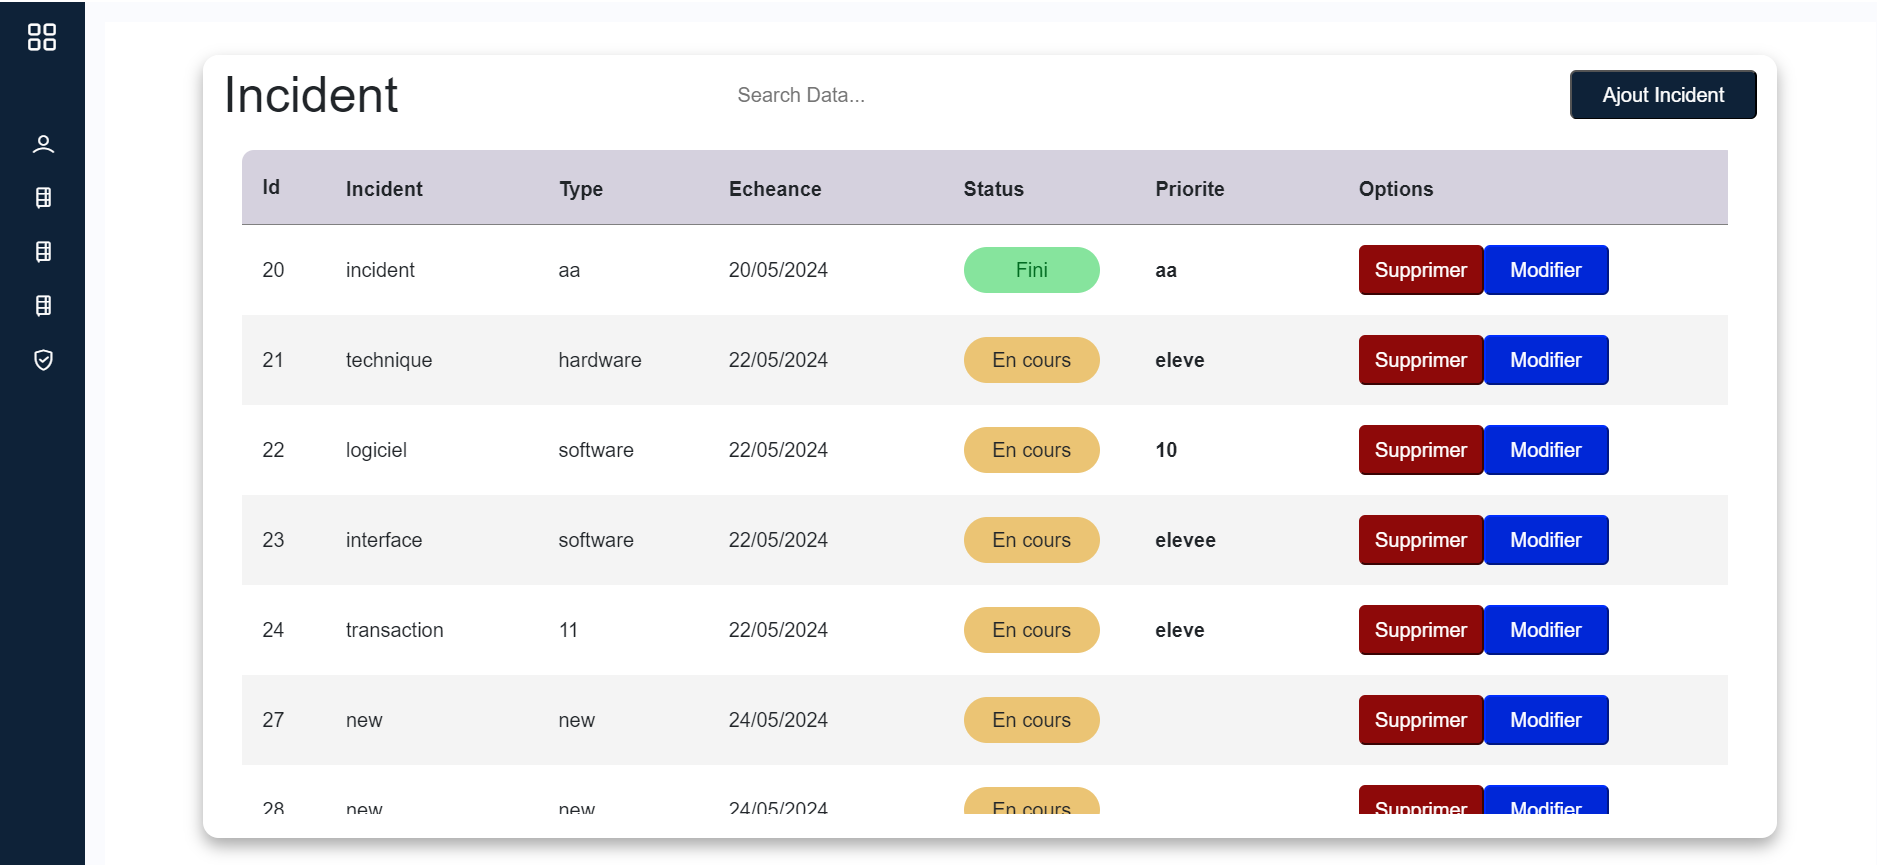 Incident Search Data... Ajout Incident
Id Incident Type Echeance Status Priorite Options
20 incident aa 20/05/2024 Fini aa Supprimer Modifier
21 technique hardware 22/05/2024 En cours eleve Supprimer Modifier
22 logiciel software 22/05/2024 En cours 10 Supprimer Modifier
23 interface software 22/05/2024 En cours elevee Supprimer Modifier
24 transaction 11 22/05/2024 En cours eleve Supprimer Modifier
27 new new 24/05/2024 En cours Supprimer Modifier
28 new new 24/05/2024 En cours Supprimer Modifier